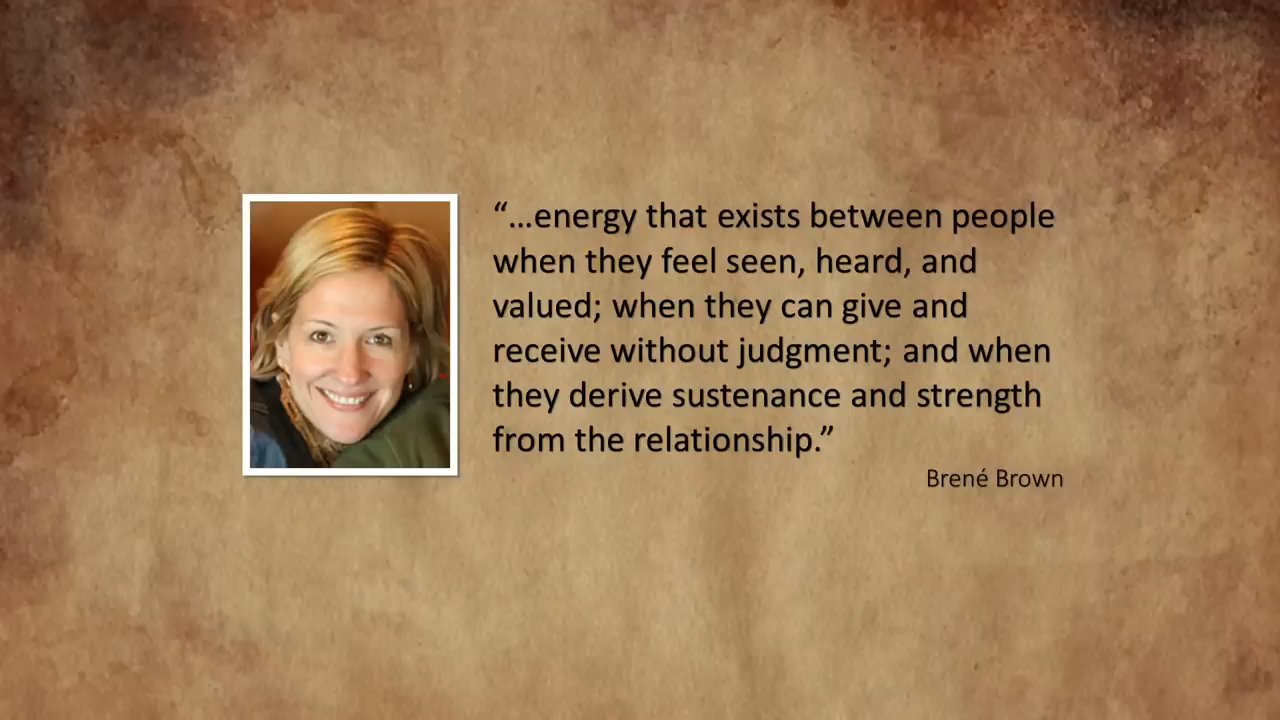 “…energy that exists between people
when they feel seen, heard, and
valued; when they can give and
receive without judgment; and when
they derive sustenance and strength
from the relationship.”
Brené Brown